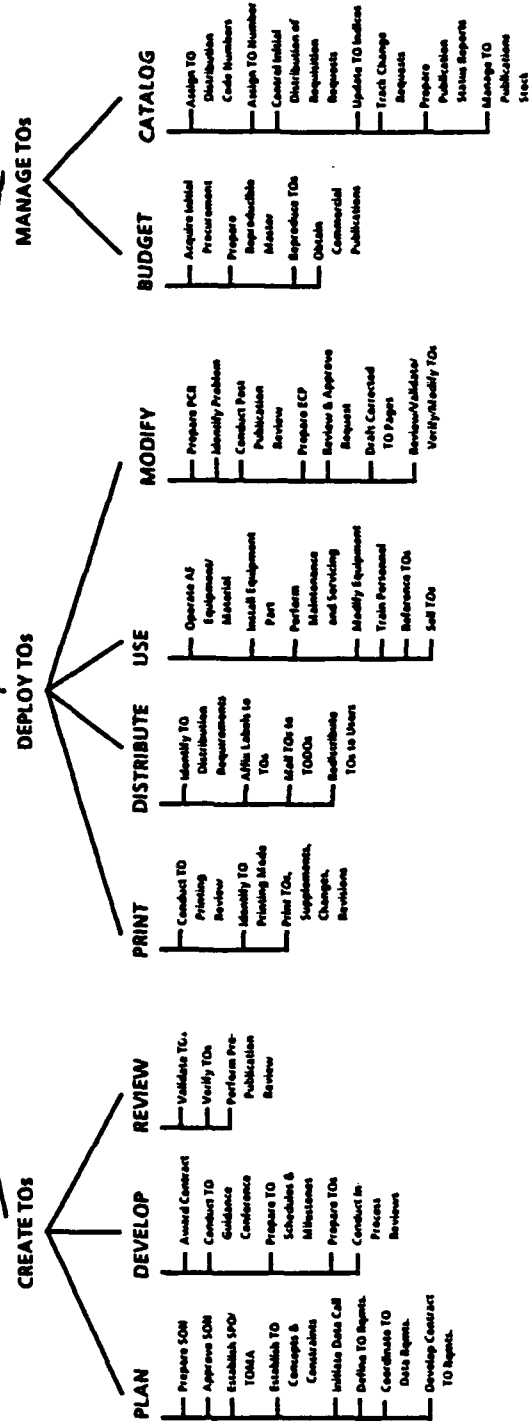 CREATE TOs
PLAN
Prepare SON
Approve SON
Establish SPO/
TOMA
Establish TO
Concepts &
Constraints
Initiate Data Call
Define TO Rqmts.
Coordinate TO
Data Rqmts.
Develop Contract
TO Rqmts.
DEVELOP
Award Contract
Conduct TO
Guidance
Conference
Prepare TO
Schedules &
Milestones
Prepare TOs
Conduct In-
Process
Reviews
REVIEW
Validate TOs
Verify TOs
Perform Pre-
Publication
Review
DEPLOY TOs
PRINT
Conduct TO
Printing
Review
Identify TO
Printing Mode
Print TOs,
Supplements,
Changes,
Revisions
DISTRIBUTE
Identify TO
Distribution
Requirements
Affix Labels to
TOs
Mail TOs to
TODOs
Redistribute
TOs to Users
USE
Operate AF
Equipment/
Material
Install Equipment
Part
Perform
Maintenance
and Servicing
Modify Equipment
Train Personnel
Reference TOs
Sell TOs
MODIFY
Prepare PCR
Identify Problem
Conduct Post
Publication
Review
Prepare ECP
Review & Approve
Request
Draft Corrected
TO Pages
Review/Validate/
Verify/Modify TOs
MANAGE TOs
BUDGET
Acquire Initial
Procurement
Prepare
Reproducible
Master
Reproduce TOs
Obtain
Commercial
Publications
CATALOG
Assign TO
Distribution
Code Numbers
Assign TO Number
Control Initial
Distribution of
Requisition
Requests
Update TO Indices
Track Change
Requests
Prepare
Publication
Status Reports
Manage TO
Publications
Stock